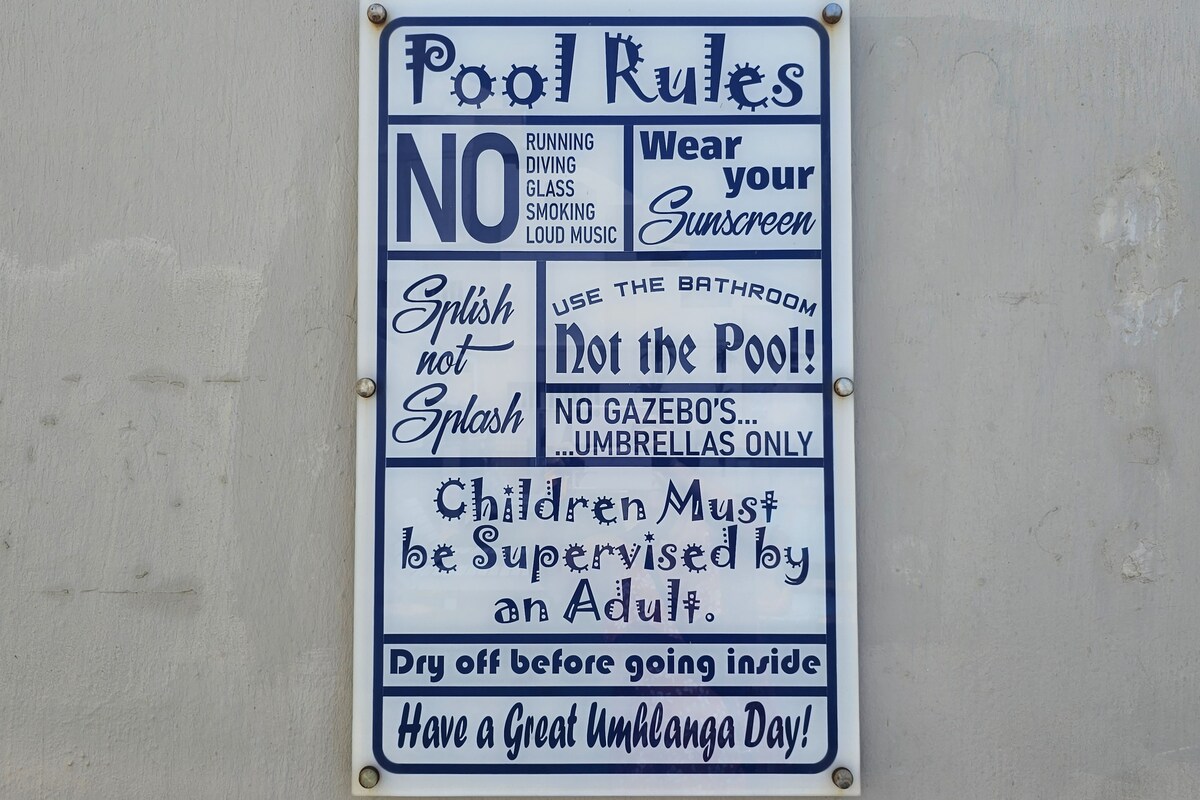 Pool Rules
NO
RUNNING
DIVING
GLASS
SMOKING
LOUD MUSIC
Wear
your
Sunscreen
Splish
not
Splash
USE THE BATHROOM
Not the Pool!
NO GAZEBO'S...
...UMBRELLAS ONLY
Children Must
be Supervised by
an Adult.
Dry off before going inside
Have a Great Umhlanga Day!